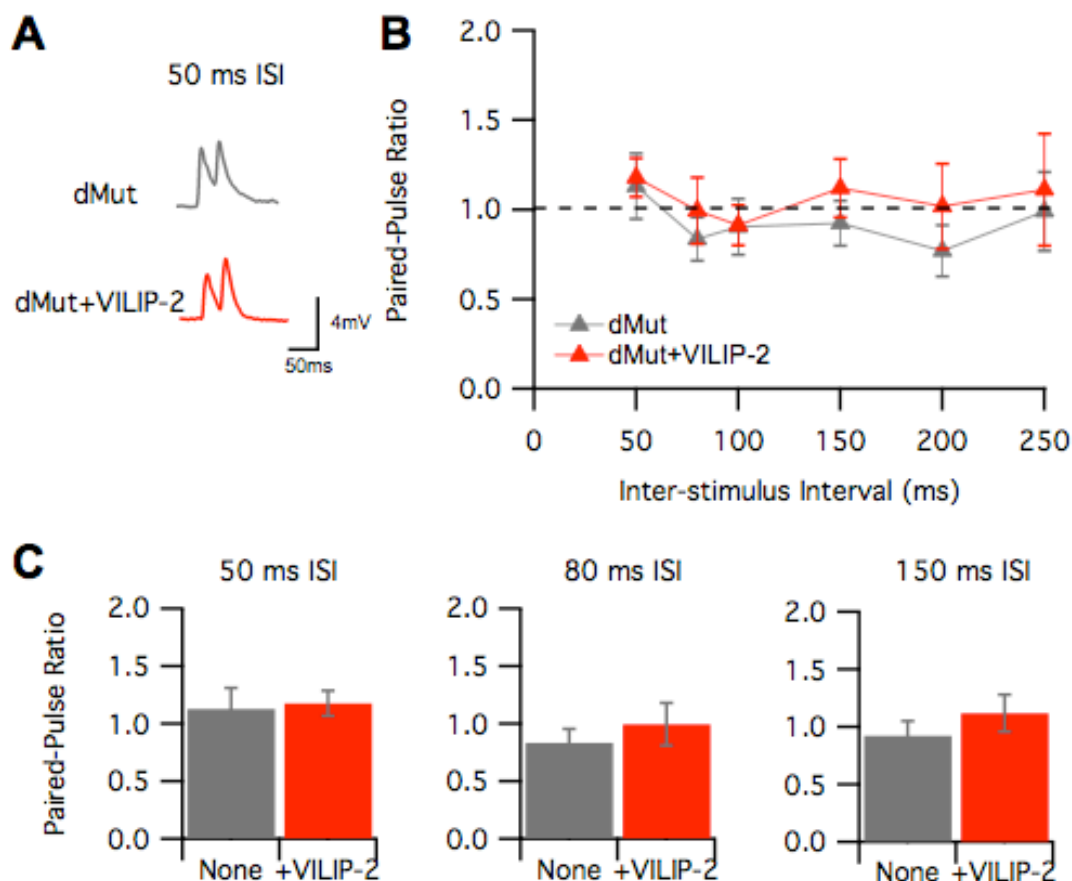 A
50 ms ISI
dMut
dMut+VILIP-2
4mV
50ms
B
Paired-Pulse Ratio
2.0
1.5
1.0
0.5
0.0
dMut
dMut+VILIP-2
0 50 100 150 200 250
Inter-stimulus Interval (ms)
C
Paired-Pulse Ratio
50 ms ISI
2.0
1.5
1.0
0.5
0.0
None +VILIP-2
80 ms ISI
2.0
1.5
1.0
0.5
0.0
None +VILIP-2
150 ms ISI
2.0
1.5
1.0
0.5
0.0
None +VILIP-2